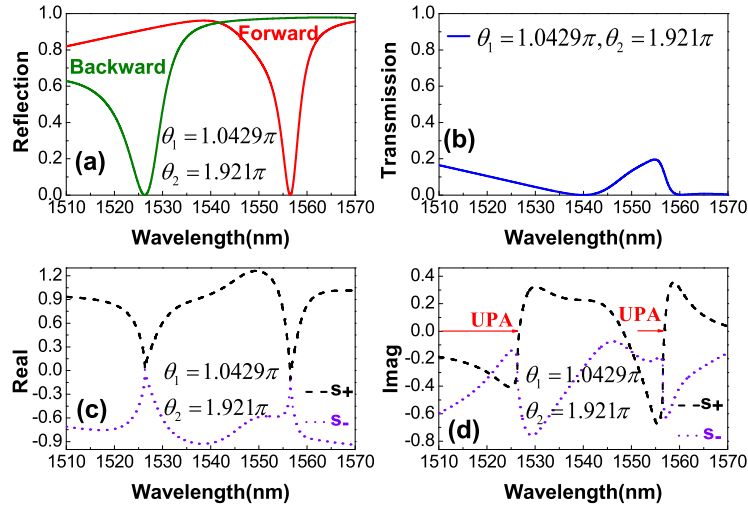 1.0
0.8
0.6
0.4
0.2
0.0
Reflection
Forward
Backward
θ₁ = 1.0429π
θ₂ = 1.921π
(a)
1510 1520 1530 1540 1550 1560 1570
Wavelength(nm)
1.0
0.8
0.6
0.4
0.2
0.0
Transmission
θ₁ = 1.0429π, θ₂ = 1.921π
(b)
1510 1520 1530 1540 1550 1560 1570
Wavelength(nm)
1.2
0.9
0.6
0.3
0.0
-0.3
-0.6
-0.9
Real
θ₁ = 1.0429π
θ₂ = 1.921π
s+
s-
(c)
1510 1520 1530 1540 1550 1560 1570
Wavelength(nm)
0.4
0.2
0.0
-0.2
-0.4
-0.6
-0.8
Imag
UPA
UPA
θ₁ = 1.0429π
θ₂ = 1.921π
s+
s-
(d)
1510 1520 1530 1540 1550 1560 1570
Wavelength(nm)